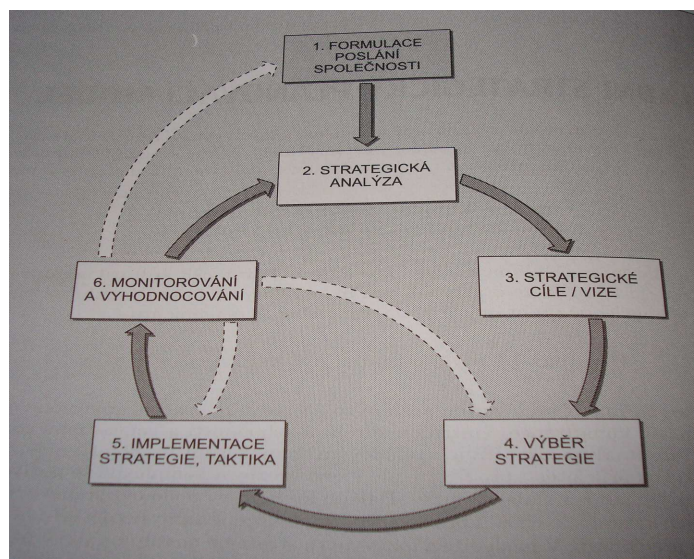 1. FORMULACE
POSLÁNÍ
SPOLEČNOSTI
2. STRATEGICKÁ
ANALÝZA
3. STRATEGICKÉ
CÍLE / VIZE
4. VÝBĚR
STRATEGIE
5. IMPLEMENTACE
STRATEGIE, TAKTIKA
6. MONITOROVÁNÍ
A VYHODNOCOVÁNÍ